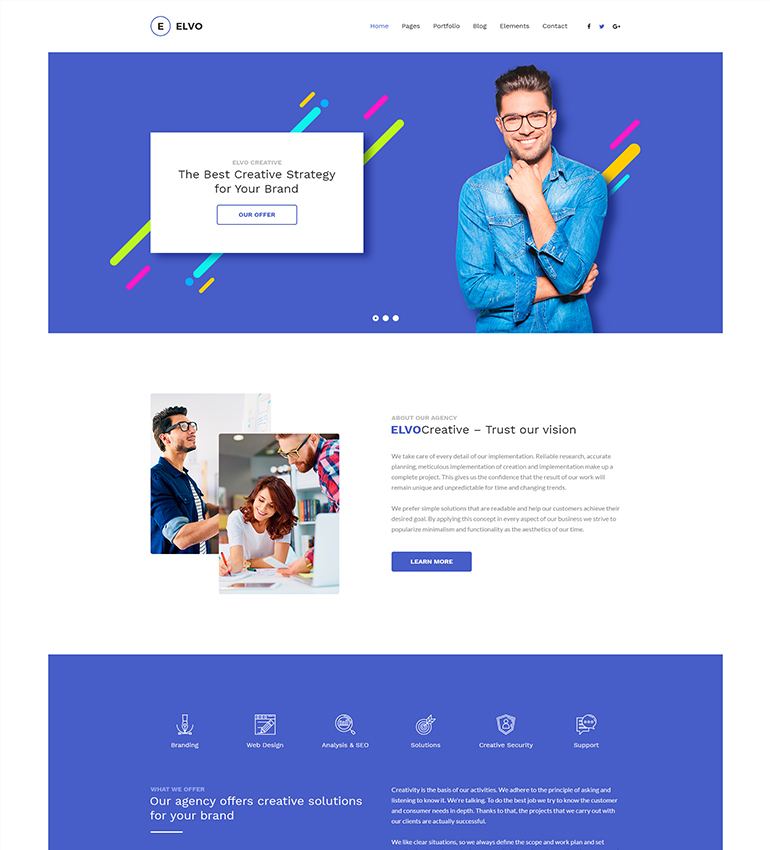 E ELVO
Home Pages Portfolio Blog Elements Contact
ELVO CREATIVE
The Best Creative Strategy
for Your Brand
OUR OFFER
ABOUT OUR AGENCY
ELVOCreative – Trust our vision
We take care of every detail of our implementation. Reliable research, accurate
planning, meticulous implementation of creation and implementation make up a
complete project. This gives us the confidence that the result of our work will
remain unique and unpredictable for time and changing trends.
We prefer simple solutions that are readable and help our customers achieve their
desired goal. By applying this concept in every aspect of our business we strive to
popularize minimalism and functionality as the aesthetics of our time.
LEARN MORE
Branding
Web Design
Analysis & SEO
Solutions
Creative Security
Support
WHAT WE OFFER
Our agency offers creative solutions
for your brand
Creativity is the basis of our activities. We adhere to the principle of asking and
listening to know it. We're talking. To do the best job we try to know the customer
and consumer needs in depth. Thanks to that, the projects that we carry out with
our clients are actually successful.
We like clear situations, so we always define the scope and work plan and set